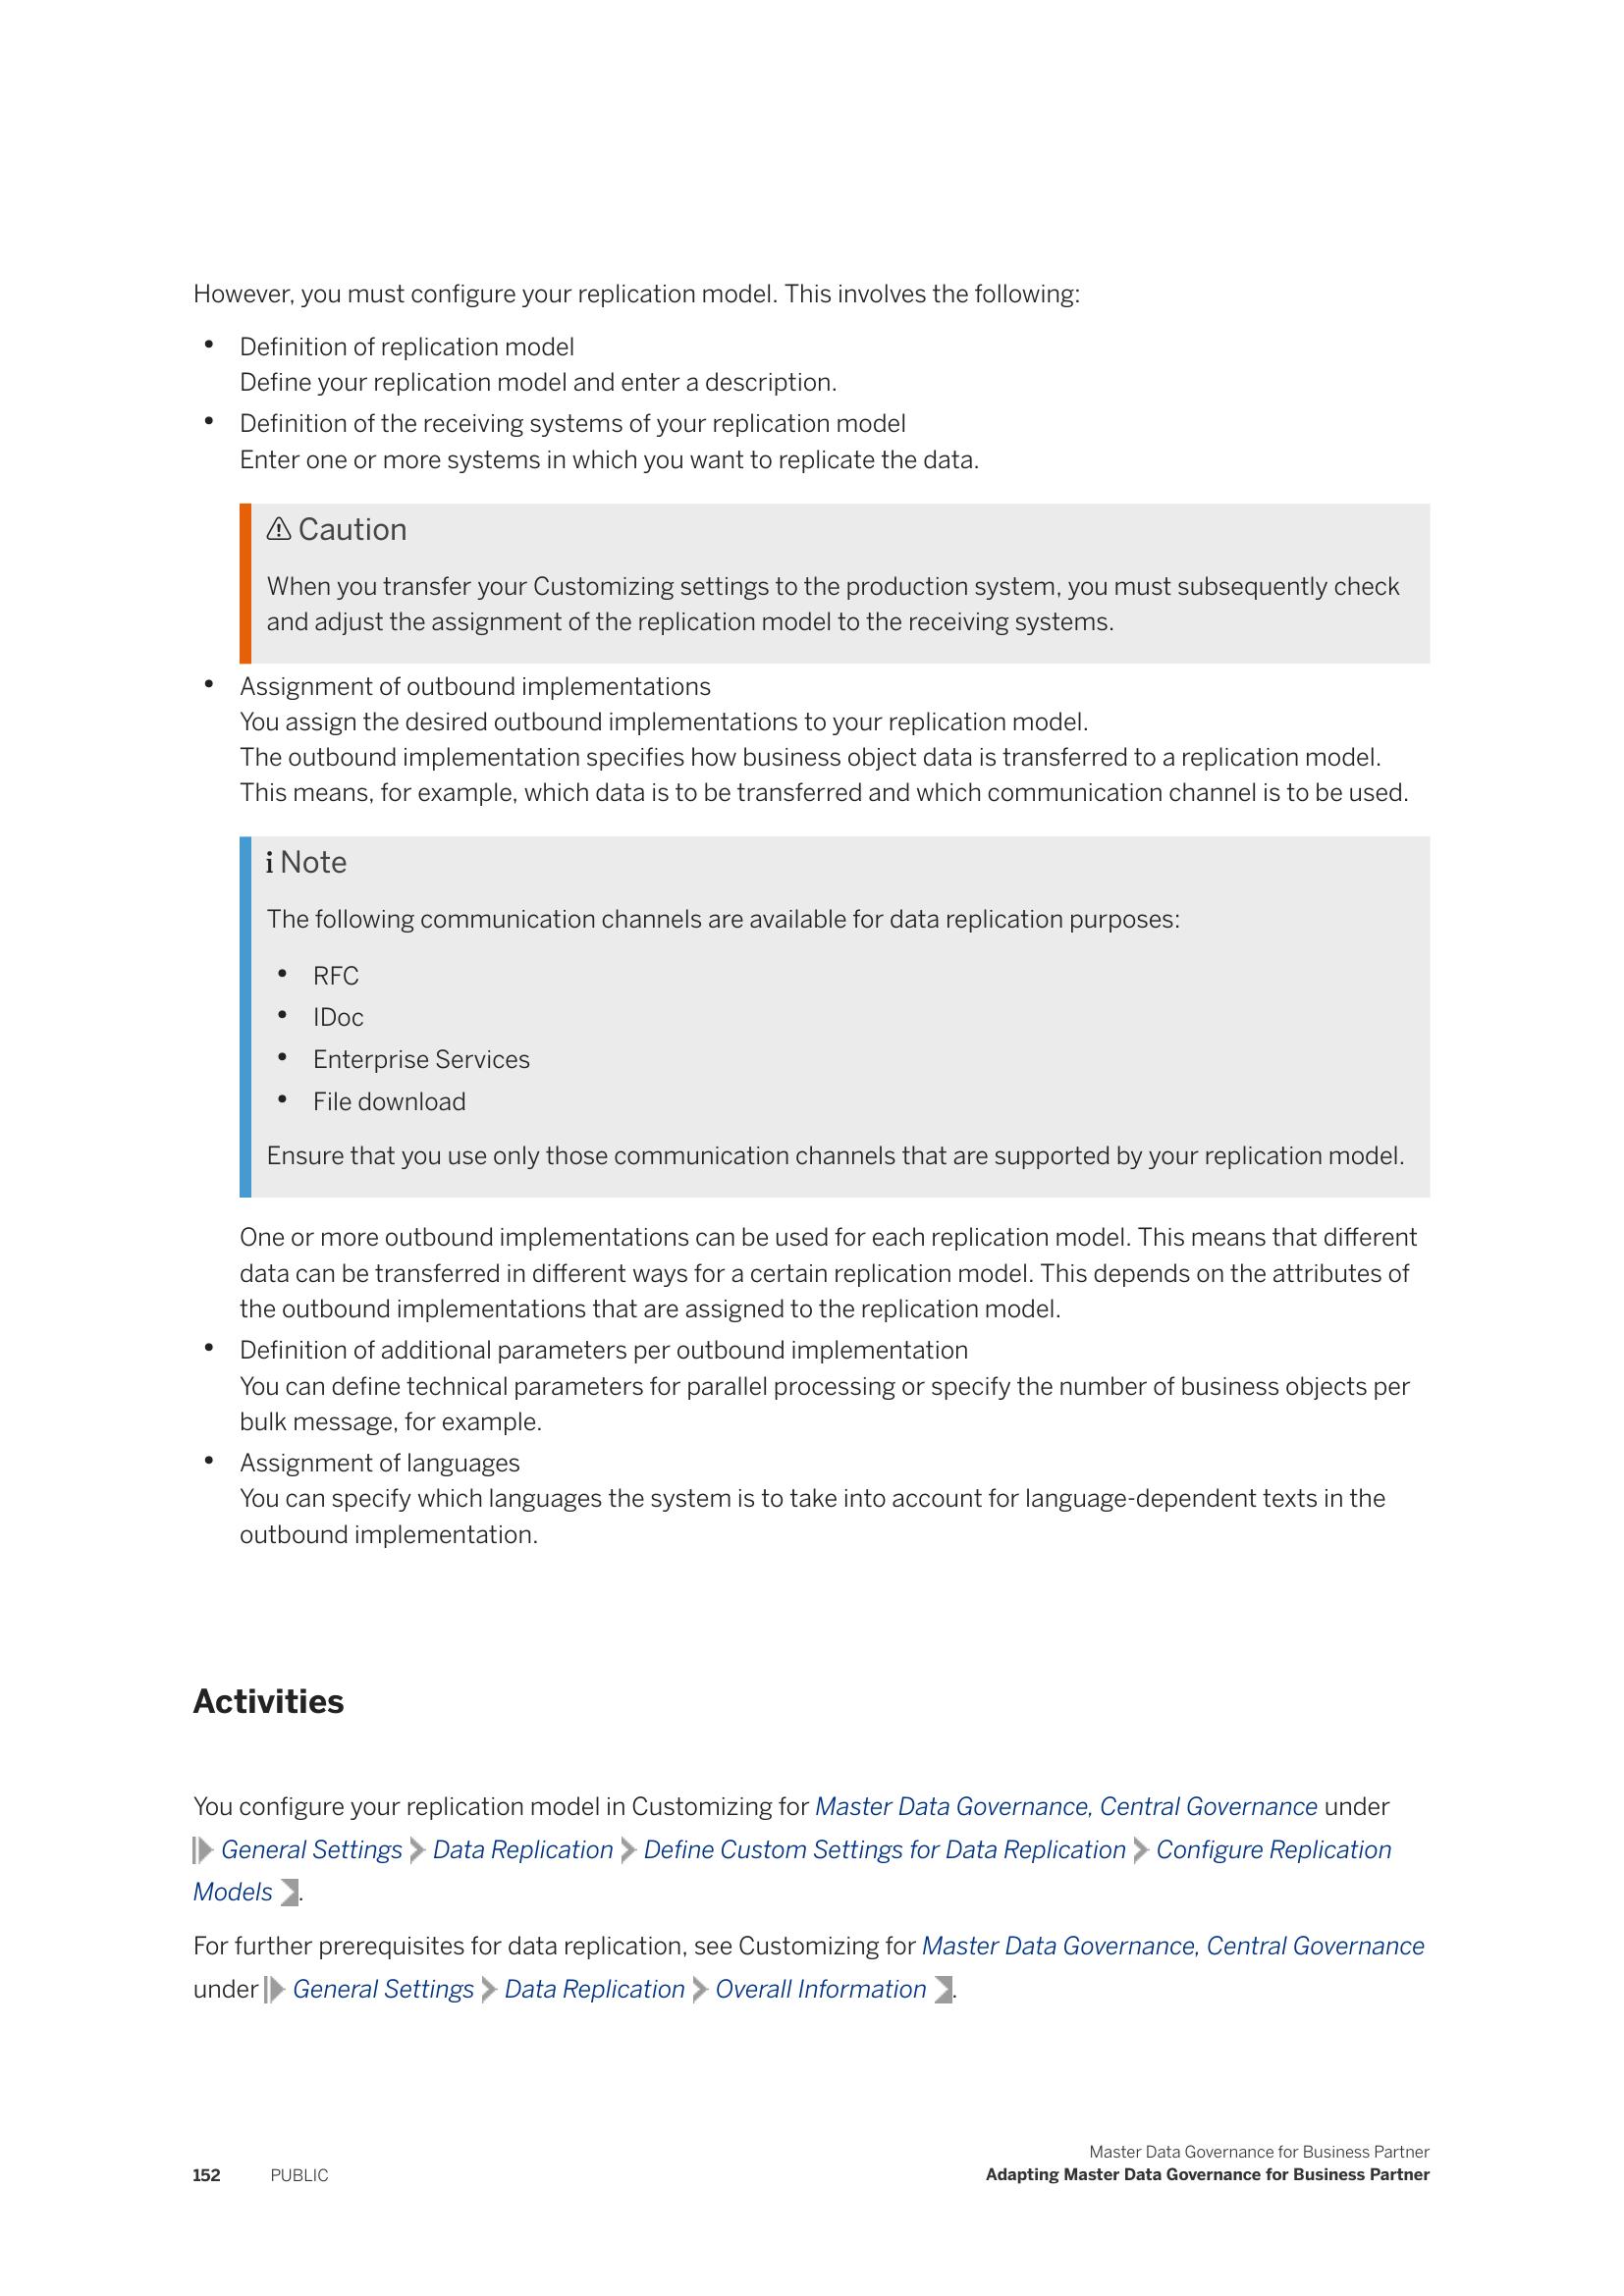 However, you must configure your replication model. This involves the following:
• Definition of replication model
Define your replication model and enter a description.
• Definition of the receiving systems of your replication model
Enter one or more systems in which you want to replicate the data.
⚠ Caution
When you transfer your Customizing settings to the production system, you must subsequently check
and adjust the assignment of the replication model to the receiving systems.
• Assignment of outbound implementations
You assign the desired outbound implementations to your replication model.
The outbound implementation specifies how business object data is transferred to a replication model.
This means, for example, which data is to be transferred and which communication channel is to be used.
i Note
The following communication channels are available for data replication purposes:
• RFC
• IDoc
• Enterprise Services
• File download
Ensure that you use only those communication channels that are supported by your replication model.
One or more outbound implementations can be used for each replication model. This means that different
data can be transferred in different ways for a certain replication model. This depends on the attributes of
the outbound implementations that are assigned to the replication model.
• Definition of additional parameters per outbound implementation
You can define technical parameters for parallel processing or specify the number of business objects per
bulk message, for example.
• Assignment of languages
You can specify which languages the system is to take into account for language-dependent texts in the
outbound implementation.
Activities
You configure your replication model in Customizing for Master Data Governance, Central Governance under
General Settings > Data Replication > Define Custom Settings for Data Replication > Configure Replication
Models .
For further prerequisites for data replication, see Customizing for Master Data Governance, Central Governance
under General Settings > Data Replication > Overall Information .
Master Data Governance for Business Partner
152 PUBLIC Adapting Master Data Governance for Business Partner